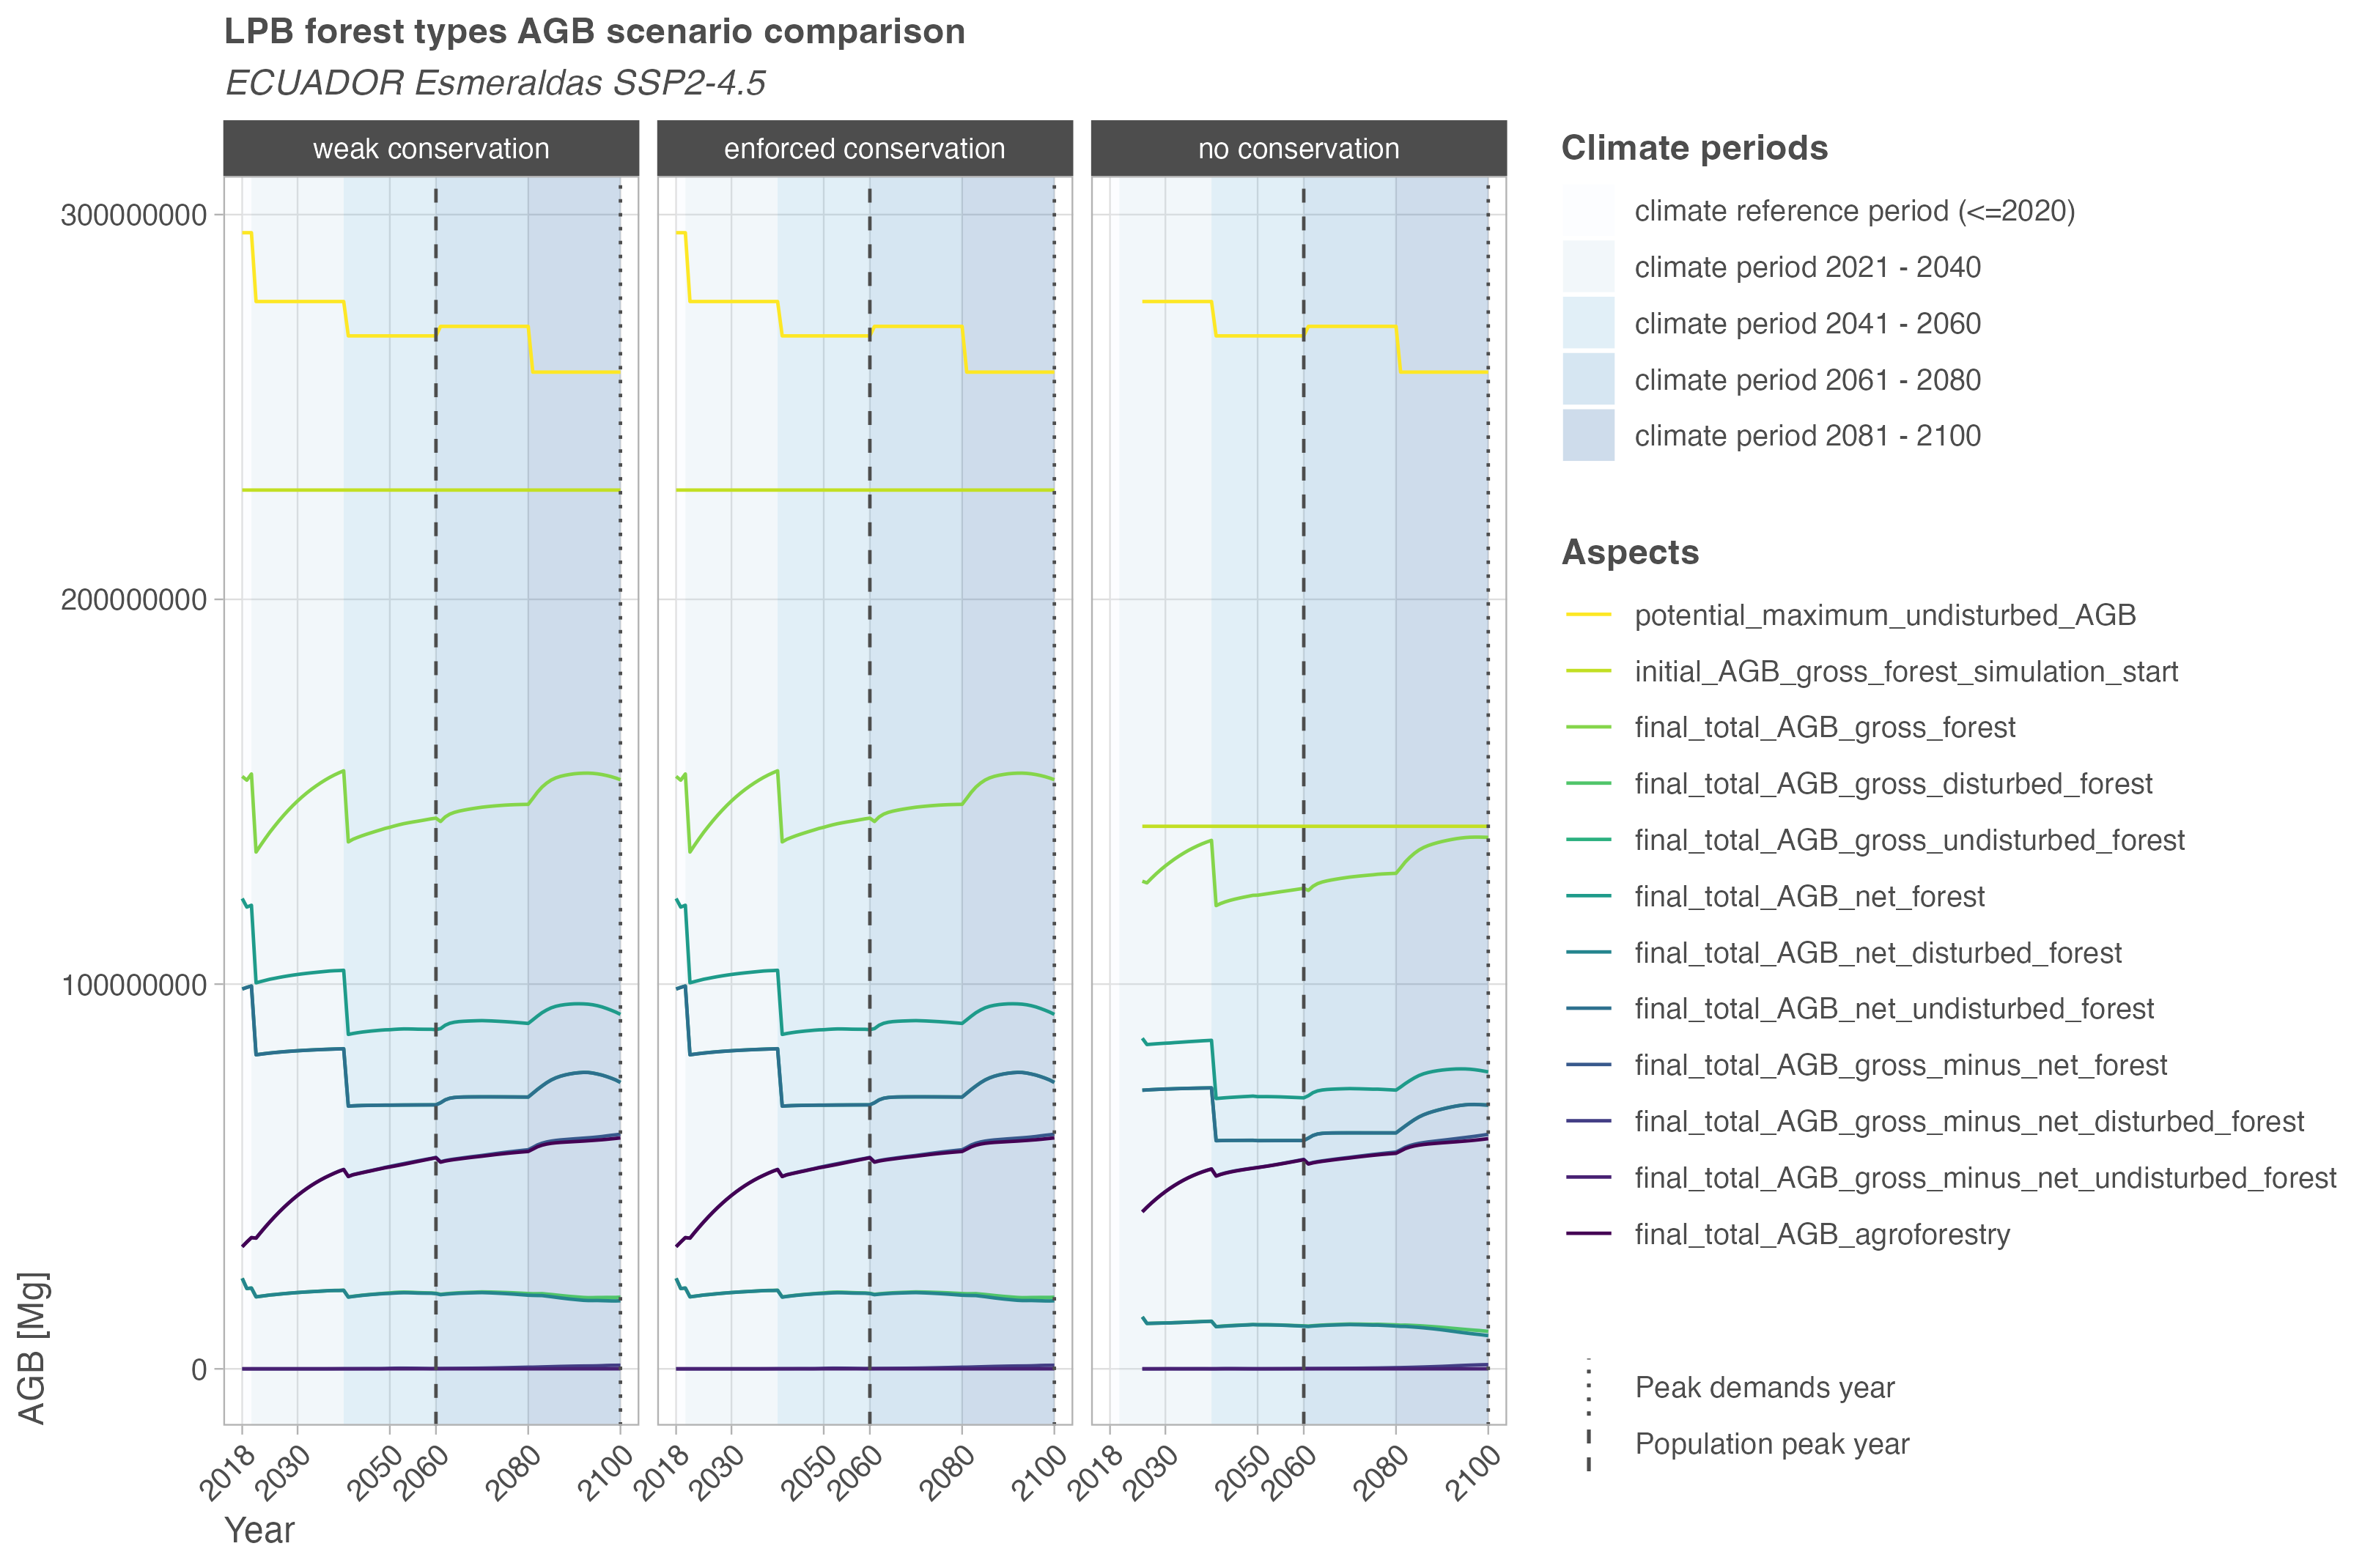 LPB forest types AGB scenario comparison
ECUADOR Esmeraldas SSP2-4.5
weak conservation
enforced conservation
no conservation
300000000
200000000
100000000
0
AGB [Mg]
2018
2030
2050
2060
2080
2100
2018
2030
2050
2060
2080
2100
2018
2030
2050
2060
2080
2100
Year
Climate periods
climate reference period (<=2020)
climate period 2021 - 2040
climate period 2041 - 2060
climate period 2061 - 2080
climate period 2081 - 2100
Aspects
potential_maximum_undisturbed_AGB
initial_AGB_gross_forest_simulation_start
final_total_AGB_gross_forest
final_total_AGB_gross_disturbed_forest
final_total_AGB_gross_undisturbed_forest
final_total_AGB_net_forest
final_total_AGB_net_disturbed_forest
final_total_AGB_net_undisturbed_forest
final_total_AGB_gross_minus_net_forest
final_total_AGB_gross_minus_net_disturbed_forest
final_total_AGB_gross_minus_net_undisturbed_forest
final_total_AGB_agroforestry
Peak demands year
Population peak year